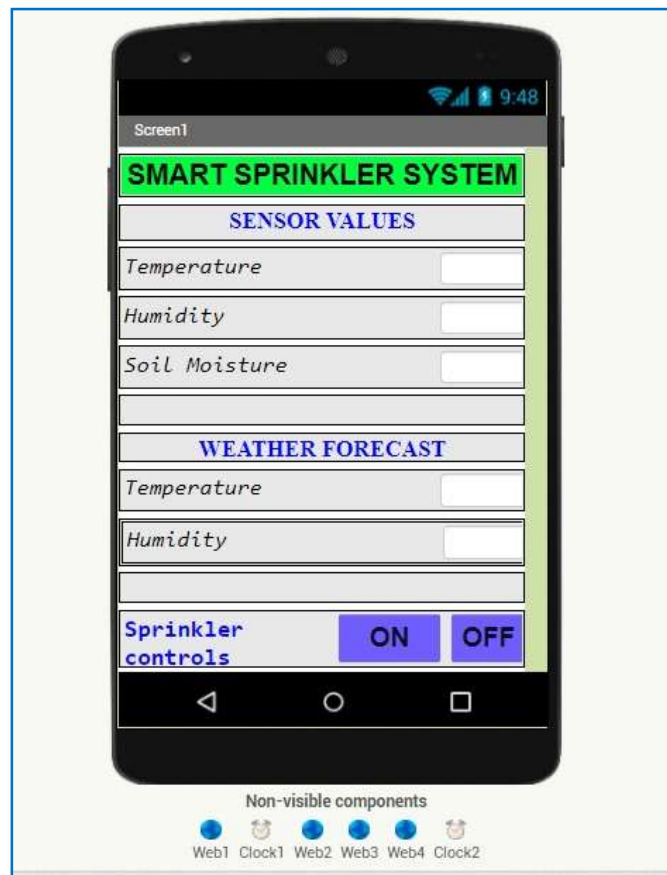 9:48
Screen1
SMART SPRINKLER SYSTEM
SENSOR VALUES
Temperature
Humidity
Soil Moisture
WEATHER FORECAST
Temperature
Humidity
Sprinkler controls ON OFF
Non-visible components
Web1 Clock1 Web2 Web3 Web4 Clock2